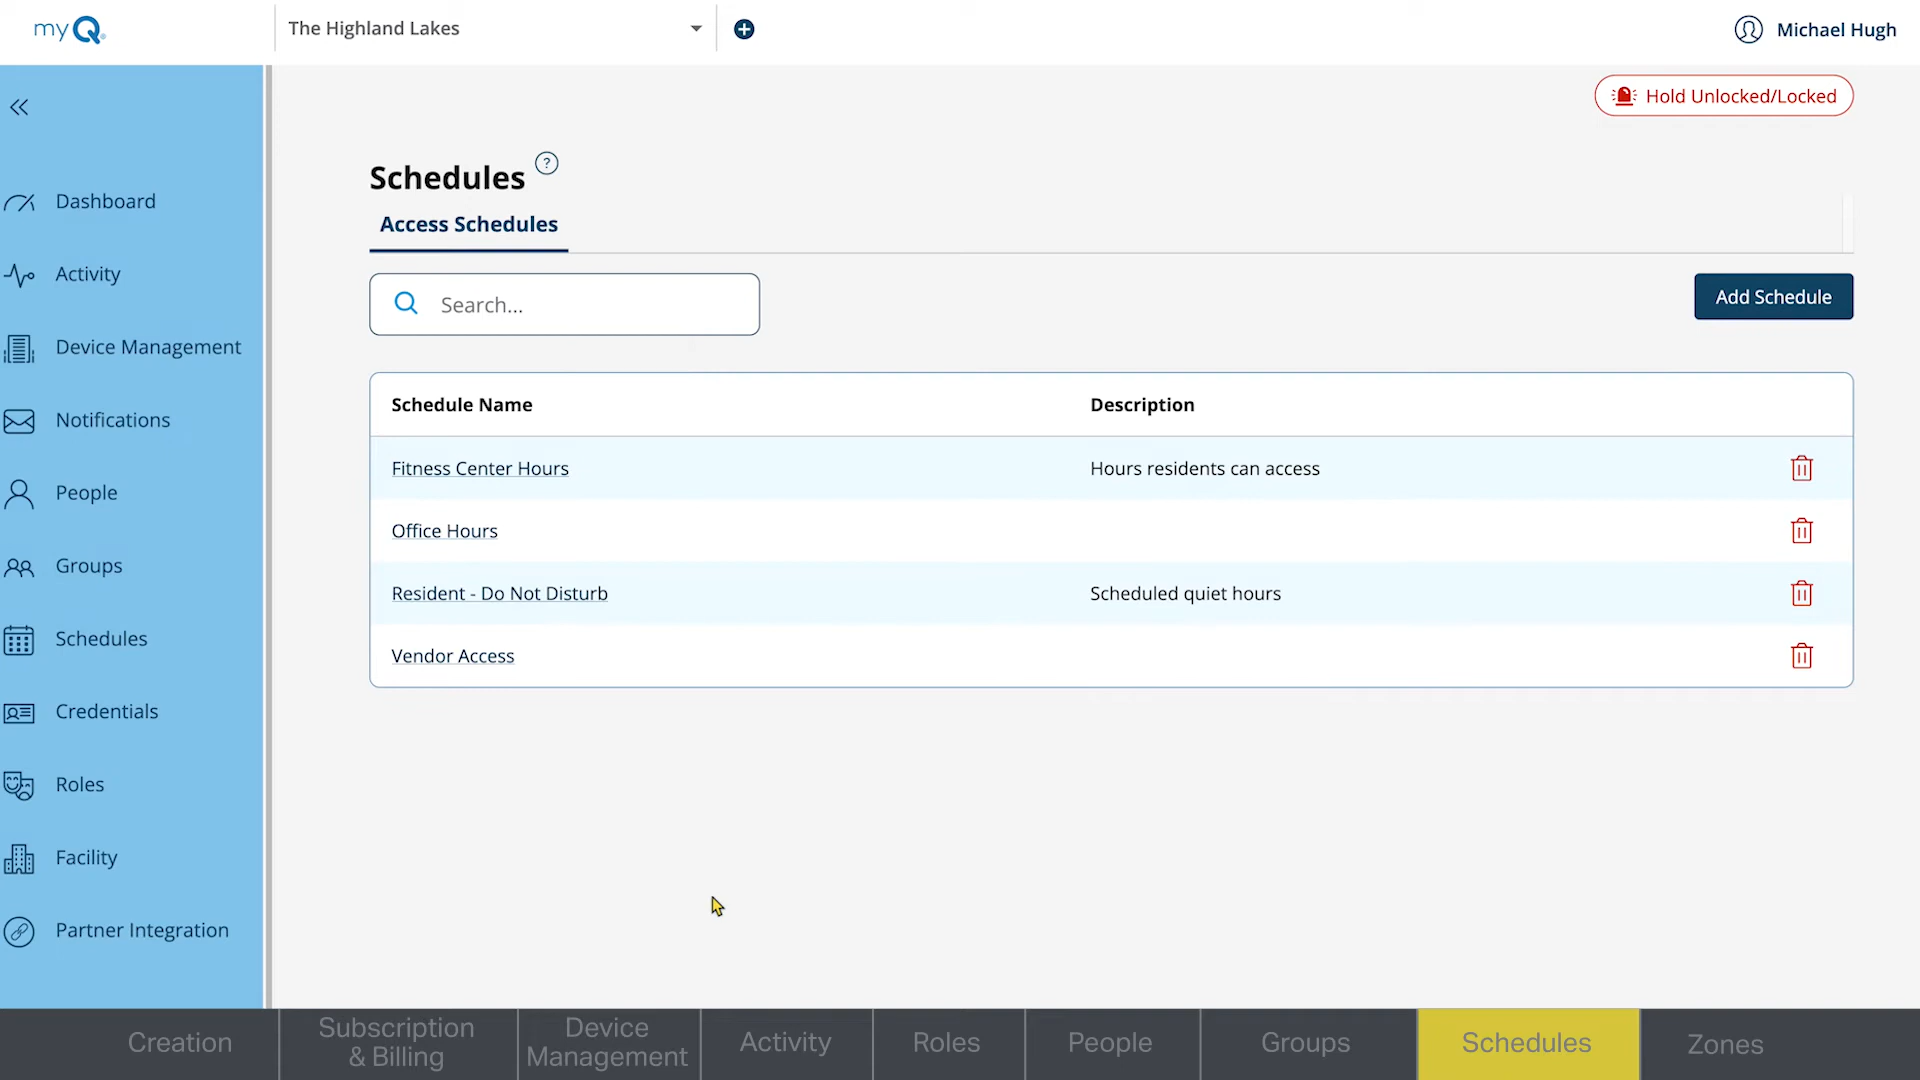 myQ
The Highland Lakes
Michael Hugh
Hold Unlocked/Locked
Schedules ?
Access Schedules
Search...
Add Schedule
Dashboard
Activity
Device Management
Notifications
People
Groups
Schedules
Credentials
Roles
Facility
Partner Integration
Schedule Name Description
Fitness Center Hours Hours residents can access
Office Hours
Resident - Do Not Disturb Scheduled quiet hours
Vendor Access
Creation
Subscription
& Billing
Device
Management
Activity
Roles
People
Groups
Schedules
Zones